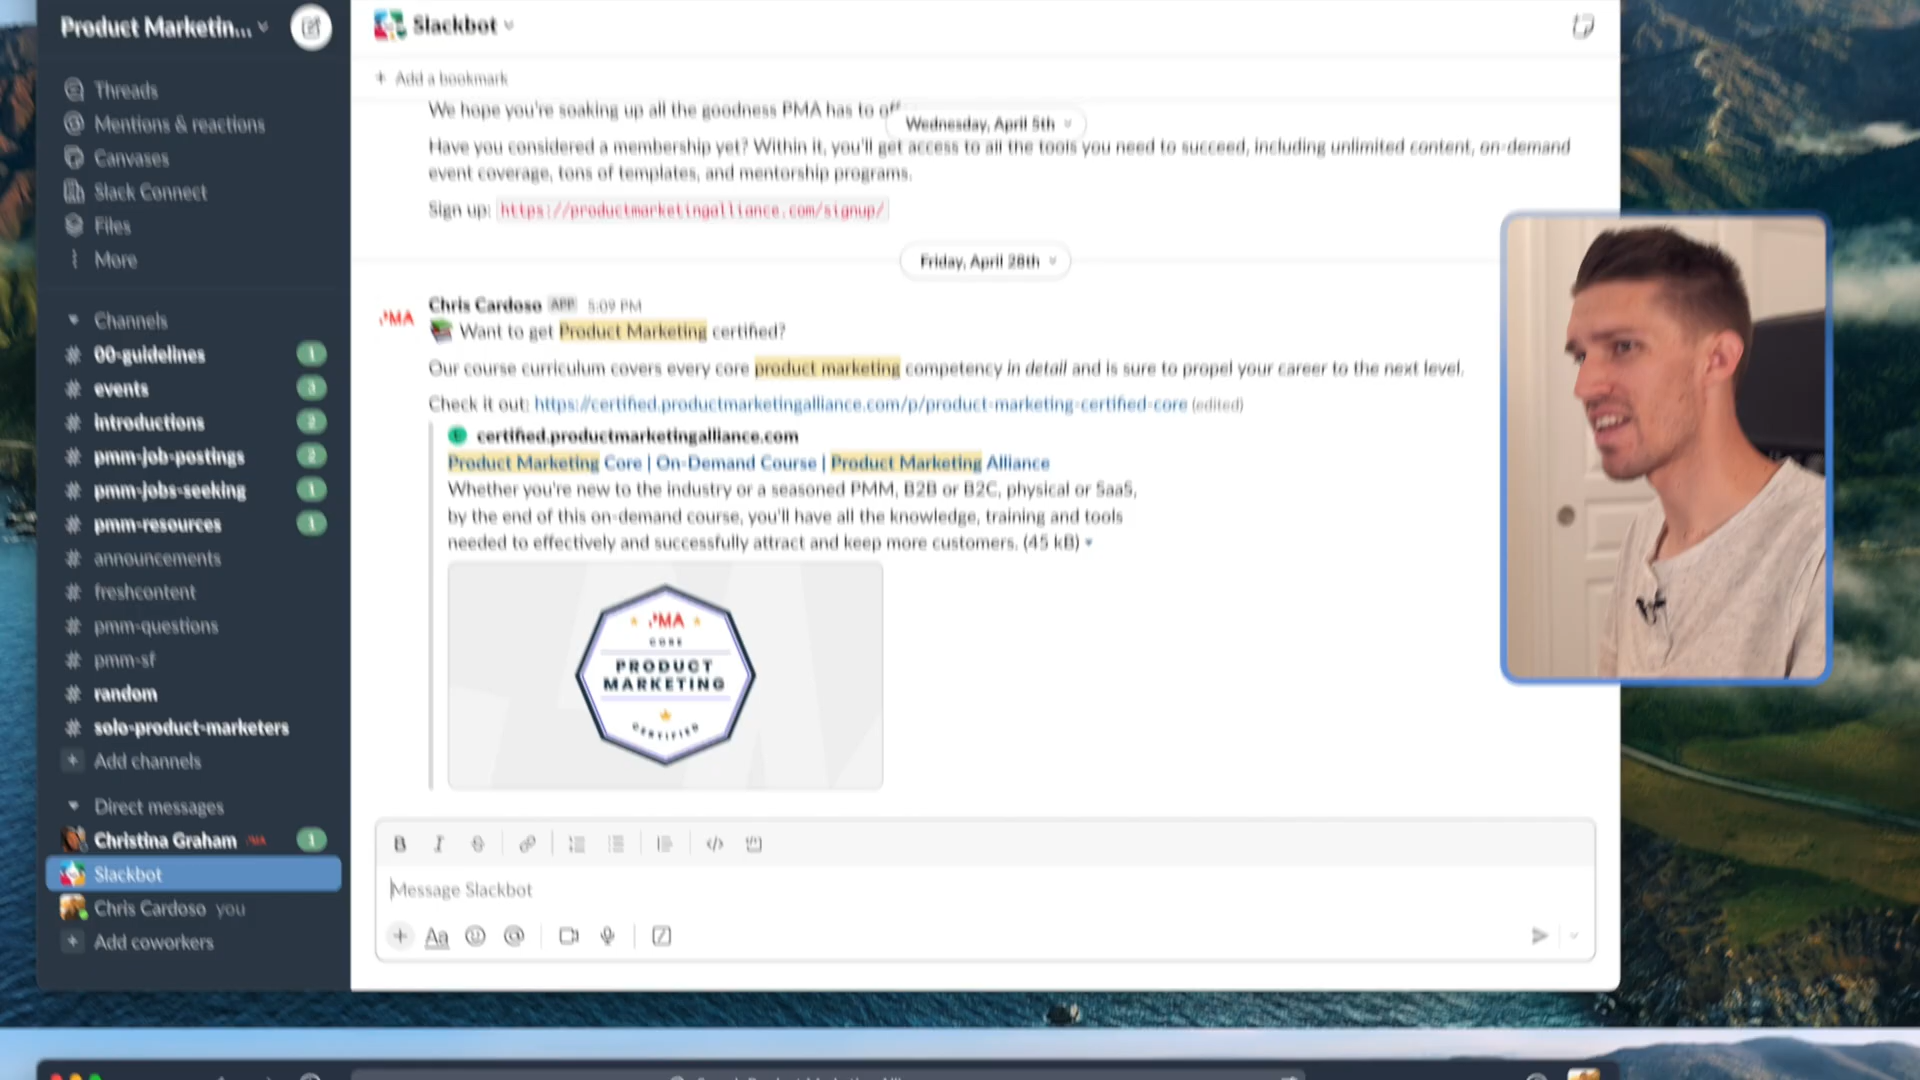 Product Marketin...
Threads
Mentions & reactions
Canvases
Slack Connect
Files
More
Channels
# 00-guidelines 1
# events 3
# introductions 2
# pmm-job-postings 2
# pmm-jobs-seeking 1
# pmm-resources 1
# announcements
# freshcontent
# pmm-questions
# pmm-sf
# random
# solo-product-marketers
+ Add channels
Direct messages
Christina Graham 1
Slackbot
Chris Cardoso you
+ Add coworkers
Slackbot
+ Add a bookmark
We hope you're soaking up all the goodness PMA has to off
Wednesday, April 5th
Have you considered a membership yet? Within it, you'll get access to all the tools you need to succeed, including unlimited content, on-demand
event coverage, tons of templates, and mentorship programs.
Sign up: https://productmarketingalliance.com/signup/
Friday, April 28th
PMA
Chris Cardoso APP 5:09 PM
Want to get Product Marketing certified?
Our course curriculum covers every core product marketing competency in detail and is sure to propel your career to the next level.
Check it out: https://certified.productmarketingalliance.com/p/product-marketing-certified-core (edited)
certified.productmarketingalliance.com
Product Marketing Core | On-Demand Course | Product Marketing Alliance
Whether you're new to the industry or a seasoned PMM, B2B or B2C, physical or SaaS,
by the end of this on-demand course, you'll have all the knowledge, training and tools
needed to effectively and successfully attract and keep more customers. (45 kB)
PMA
CORE
PRODUCT
MARKETING
CERTIFIED
B I S
Message Slackbot
+ Aa @